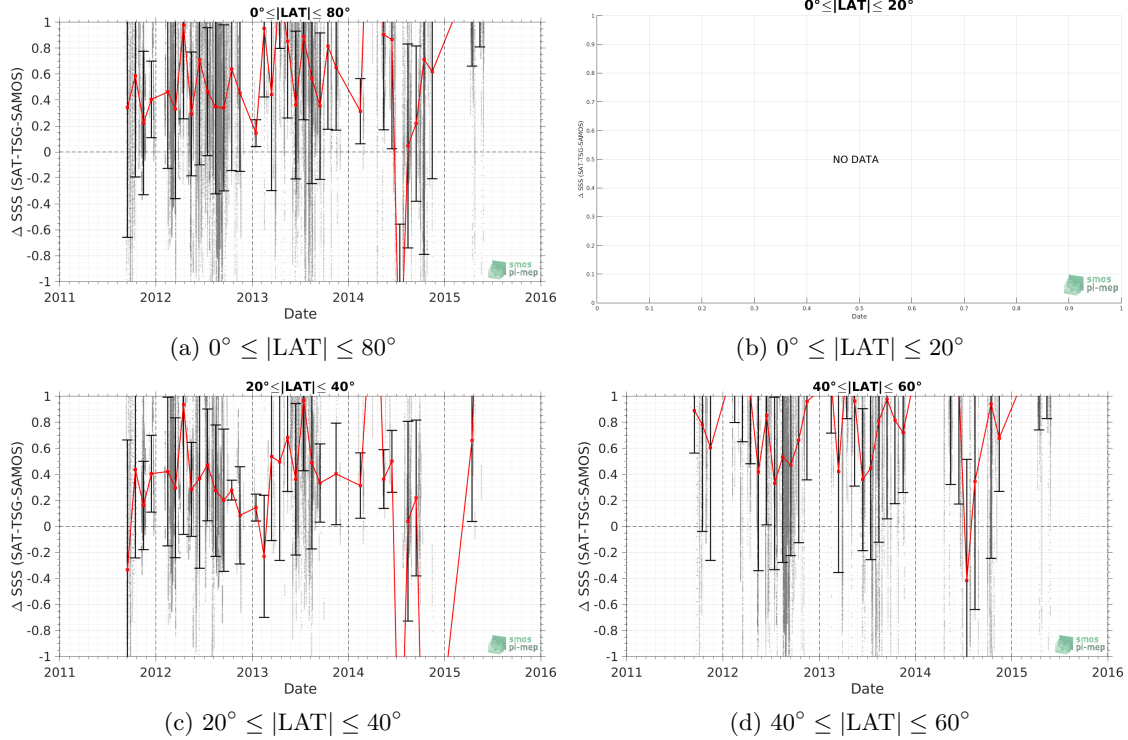 0°≤|LAT|≤ 80°
Δ SSS (SAT-TSG-SAMOS)
1
0.8
0.6
0.4
0.2
0
-0.2
-0.4
-0.6
-0.8
-1
2011 2012 2013 2014 2015 2016
Date
smos
pi-mep
(a) 0° ≤ |LAT| ≤ 80°
0°≤|LAT|≤ 20°
Δ SSS (SAT-TSG-SAMOS)
1
0.9
0.8
0.7
0.6
0.5
0.4
0.3
0.2
0.1
0
NO DATA
0 0.1 0.2 0.3 0.4 0.5 0.6 0.7 0.8 0.9 1
Date
smos
pi-mep
(b) 0° ≤ |LAT| ≤ 20°
20°≤|LAT|≤ 40°
Δ SSS (SAT-TSG-SAMOS)
1
0.8
0.6
0.4
0.2
0
-0.2
-0.4
-0.6
-0.8
-1
2011 2012 2013 2014 2015 2016
Date
smos
pi-mep
(c) 20° ≤ |LAT| ≤ 40°
40°≤|LAT|≤ 60°
Δ SSS (SAT-TSG-SAMOS)
1
0.8
0.6
0.4
0.2
0
-0.2
-0.4
-0.6
-0.8
-1
2011 2012 2013 2014 2015 2016
Date
smos
pi-mep
(d) 40° ≤ |LAT| ≤ 60°